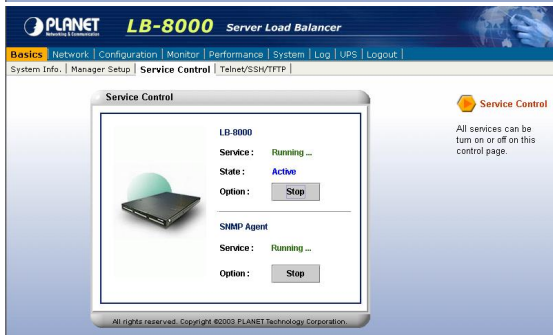 PLANET
Networking & Communication
LB-8000 Server Load Balancer
Basics | Network | Configuration | Monitor | Performance | System | Log | UPS | Logout |
System Info. | Manager Setup | Service Control | Telnet/SSH/TFTP |
Service Control
LB-8000
Service : Running ...
State : Active
Option : Stop
SNMP Agent
Service : Running ...
Option : Stop
All rights reserved. Copyright ©2003 PLANET Technology Corporation.
Service Control
All services can be
turn on or off on this
control page.